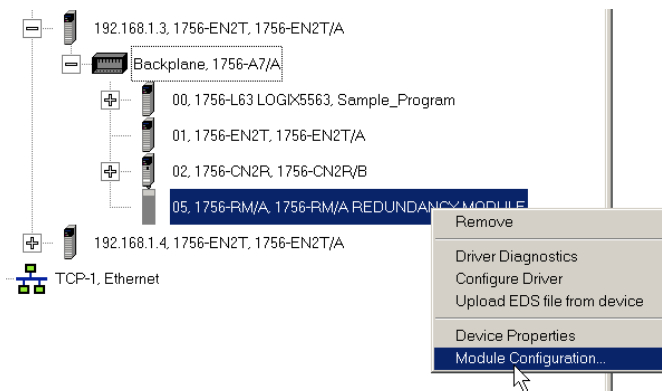 192.168.1.3, 1756-EN2T, 1756-EN2T/A
Backplane, 1756-A7/A
00, 1756-L63 LOGIX5563, Sample_Program
01, 1756-EN2T, 1756-EN2T/A
02, 1756-CN2R, 1756-CN2R/B
05, 1756-RM/A, 1756-RM/A REDUNDANCY MODULE
192.168.1.4, 1756-EN2T, 1756-EN2T/A
TCP-1, Ethernet
Remove
Driver Diagnostics
Configure Driver
Upload EDS file from device
Device Properties
Module Configuration...